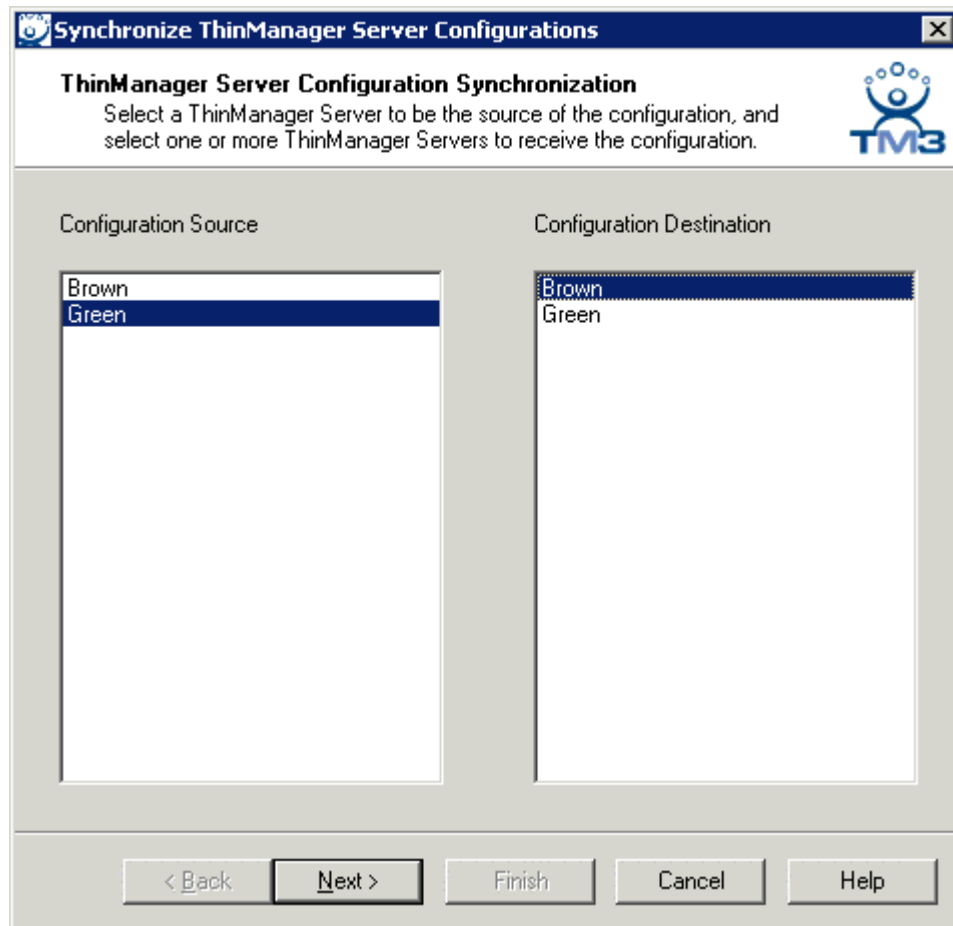 Synchronize ThinManager Server Configurations
ThinManager Server Configuration Synchronization
Select a ThinManager Server to be the source of the configuration, and
select one or more ThinManager Servers to receive the configuration.
TM3
Configuration Source
Configuration Destination
Brown
Green
Brown
Green
< Back
Next >
Finish
Cancel
Help